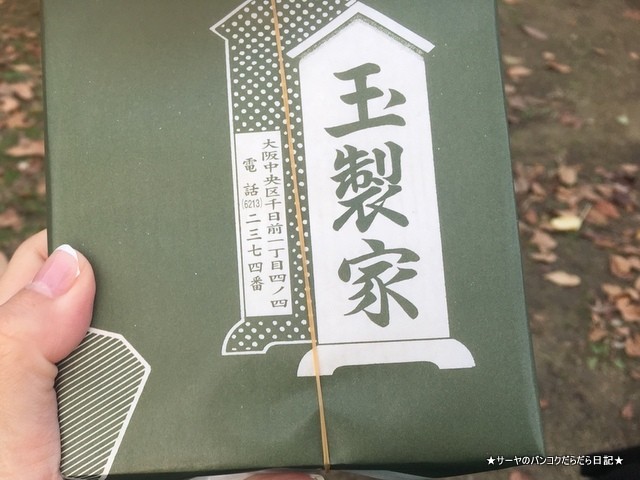 玉製家
大阪中央区千日前一丁目四ノ四
電話(6213)二三七四番
★サーヤのバンコクだらだら日記★